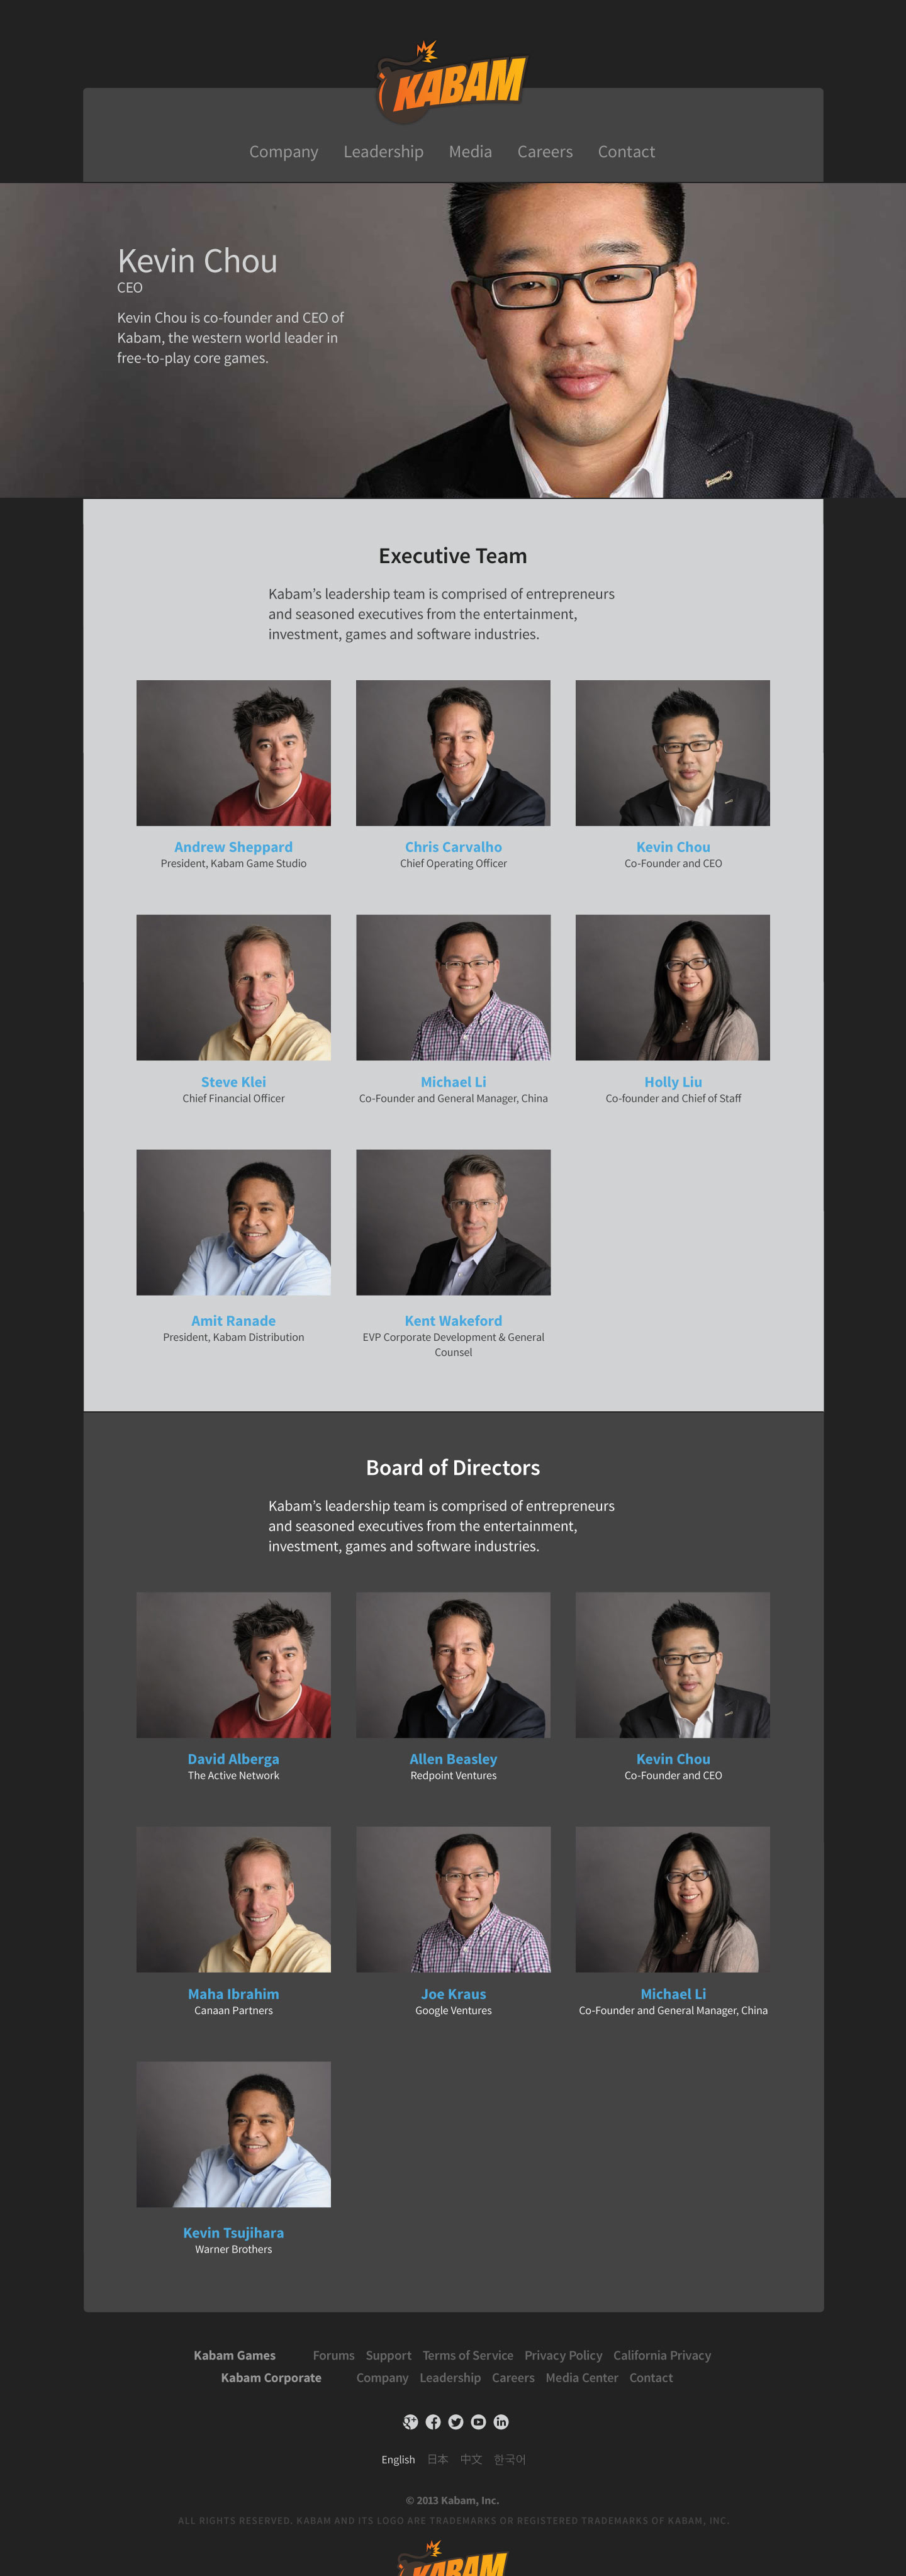 KABAM
Company Leadership Media Careers Contact
Kevin Chou
CEO
Kevin Chou is co-founder and CEO of
Kabam, the western world leader in
free-to-play core games.
Executive Team
Kabam's leadership team is comprised of entrepreneurs
and seasoned executives from the entertainment,
investment, games and software industries.
Andrew Sheppard
President, Kabam Game Studio
Chris Carvalho
Chief Operating Officer
Kevin Chou
Co-Founder and CEO
Steve Klei
Chief Financial Officer
Michael Li
Co-Founder and General Manager, China
Holly Liu
Co-founder and Chief of Staff
Amit Ranade
President, Kabam Distribution
Kent Wakeford
EVP Corporate Development & General
Counsel
Board of Directors
Kabam's leadership team is comprised of entrepreneurs
and seasoned executives from the entertainment,
investment, games and software industries.
David Alberga
The Active Network
Allen Beasley
Redpoint Ventures
Kevin Chou
Co-Founder and CEO
Maha Ibrahim
Canaan Partners
Joe Kraus
Google Ventures
Michael Li
Co-Founder and General Manager, China
Kevin Tsujihara
Warner Brothers
Kabam Games Forums Support Terms of Service Privacy Policy California Privacy
Kabam Corporate Company Leadership Careers Media Center Contact
English 日本 中文 한국어
© 2013 Kabam, Inc.
ALL RIGHTS RESERVED. KABAM AND ITS LOGO ARE TRADEMARKS OR REGISTERED TRADEMARKS OF KABAM, INC.
KABAM